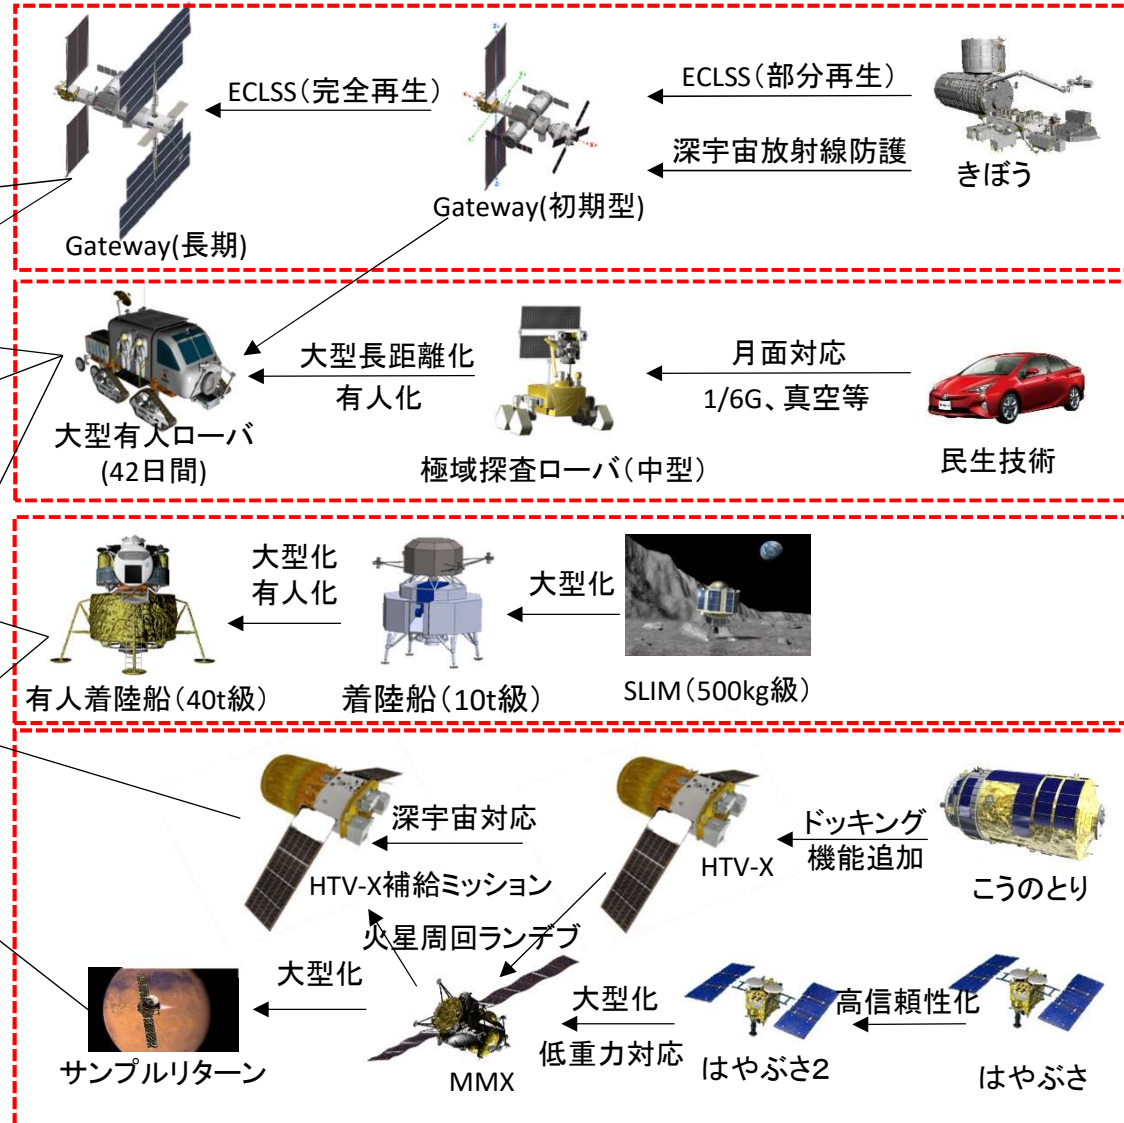 ECLSS（完全再生）
ECLSS（部分再生）
深宇宙放射線防護
きぼう
Gateway(初期型)
Gateway(長期)
大型長距離化
有人化
月面対応
1/6G、真空等
大型有人ローバ
(42日間)
極域探査ローバ（中型）
民生技術
大型化
有人化
大型化
有人着陸船（40t級）
着陸船（10t級）
SLIM（500kg級）
深宇宙対応
ドッキング
機能追加
HTV-X
HTV-X補給ミッション
こうのとり
火星周回ランデブ
大型化
大型化
低重力対応
高信頼性化
サンプルリターン
MMX
はやぶさ2
はやぶさ